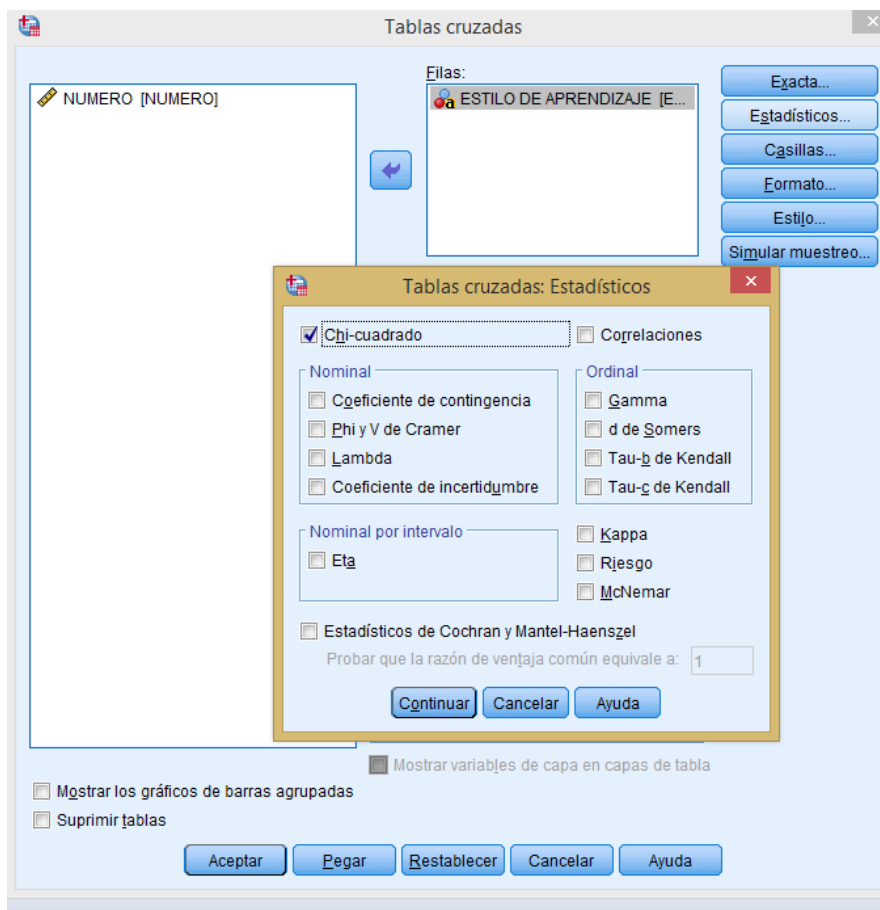 Tablas cruzadas
Filas:
NUMERO [NUMERO]
ESTILO DE APRENDIZAJE [E...
Exacta...
Estadísticos...
Casillas...
Formato...
Estilo...
Simular muestreo...
Tablas cruzadas: Estadísticos
Chi-cuadrado
Correlaciones
Nominal
Coeficiente de contingencia
Phi y V de Cramer
Lambda
Coeficiente de incertidumbre
Ordinal
Gamma
d de Somers
Tau-b de Kendall
Tau-c de Kendall
Nominal por intervalo
Eta
Kappa
Riesgo
McNemar
Estadísticos de Cochran y Mantel-Haenszel
Probar que la razón de ventaja común equivale a: 1
Continuar Cancelar Ayuda
Mostrar variables de capa en capas de tabla
Mostrar los gráficos de barras agrupadas
Suprimir tablas
Aceptar Pegar Restablecer Cancelar Ayuda